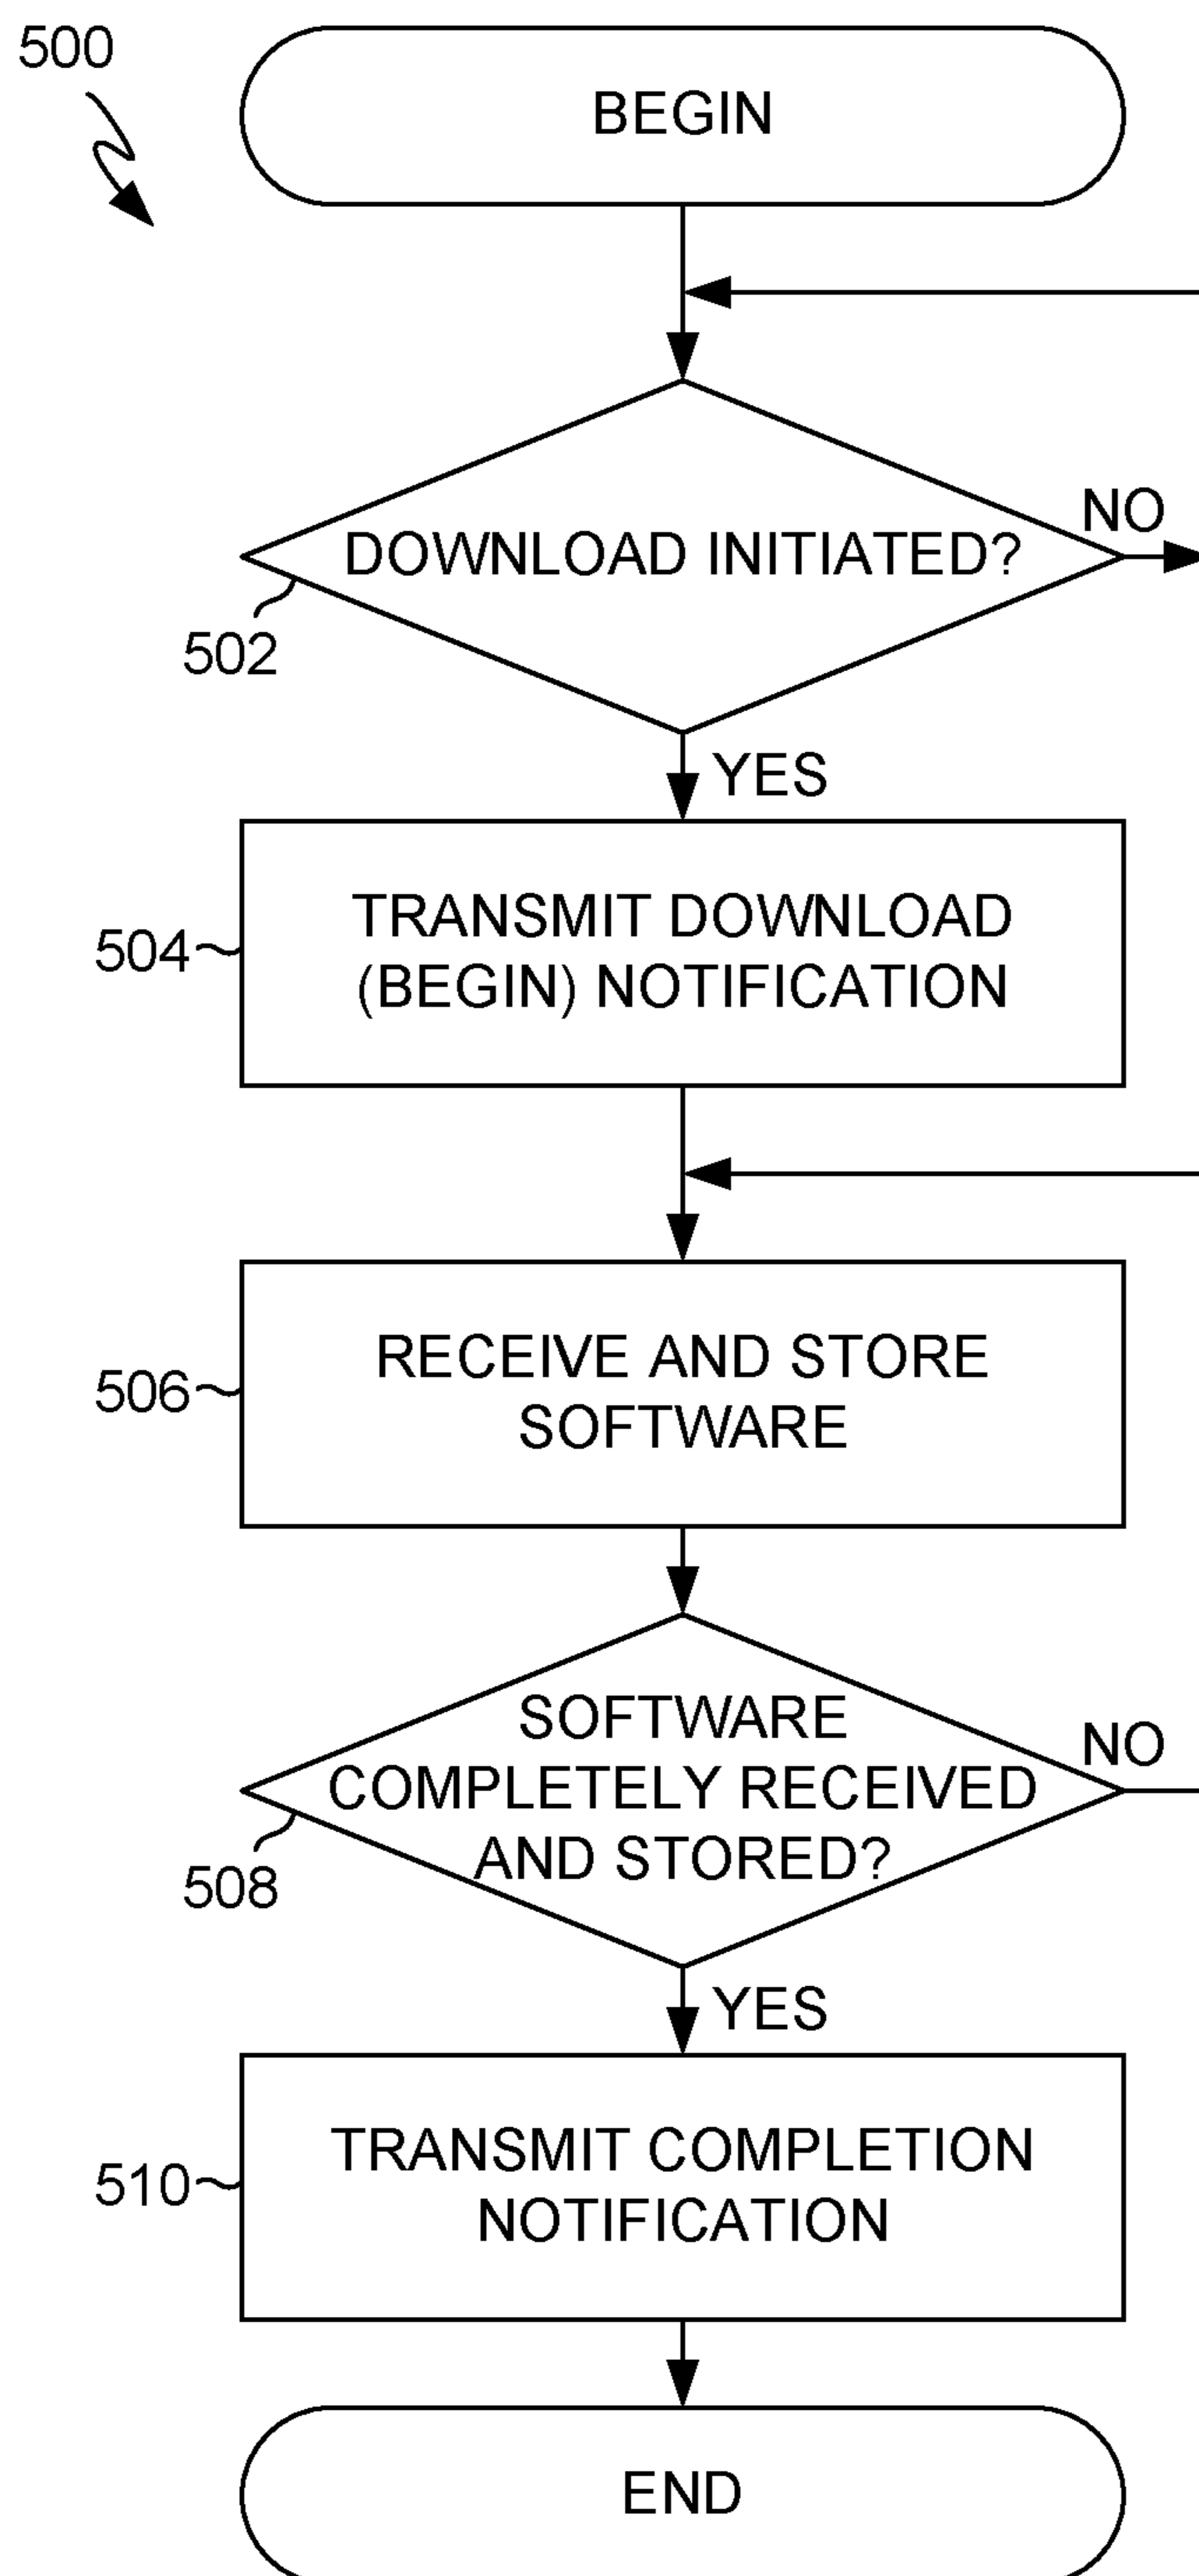 500
BEGIN
DOWNLOAD INITIATED?
NO
502
YES
504
TRANSMIT DOWNLOAD
(BEGIN) NOTIFICATION
506
RECEIVE AND STORE
SOFTWARE
SOFTWARE
COMPLETELY RECEIVED
AND STORED?
NO
508
YES
510
TRANSMIT COMPLETION
NOTIFICATION
END